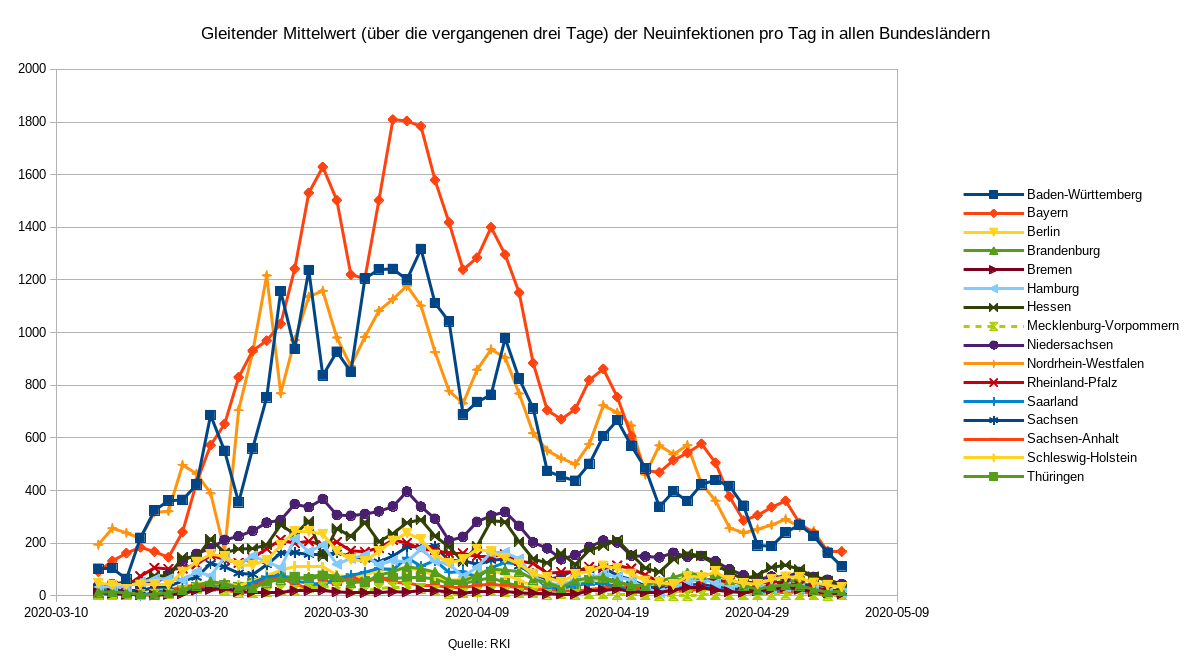 Gleitender Mittelwert (über die vergangenen drei Tage) der Neuinfektionen pro Tag in allen Bundesländern
2000
1800
1600
1400
1200
1000
800
600
400
200
0
2020-03-10 2020-03-20 2020-03-30 2020-04-09 2020-04-19 2020-04-29 2020-05-09
Baden-Württemberg
Bayern
Berlin
Brandenburg
Bremen
Hamburg
Hessen
Mecklenburg-Vorpommern
Niedersachsen
Nordrhein-Westfalen
Rheinland-Pfalz
Saarland
Sachsen
Sachsen-Anhalt
Schleswig-Holstein
Thüringen
Quelle: RKI